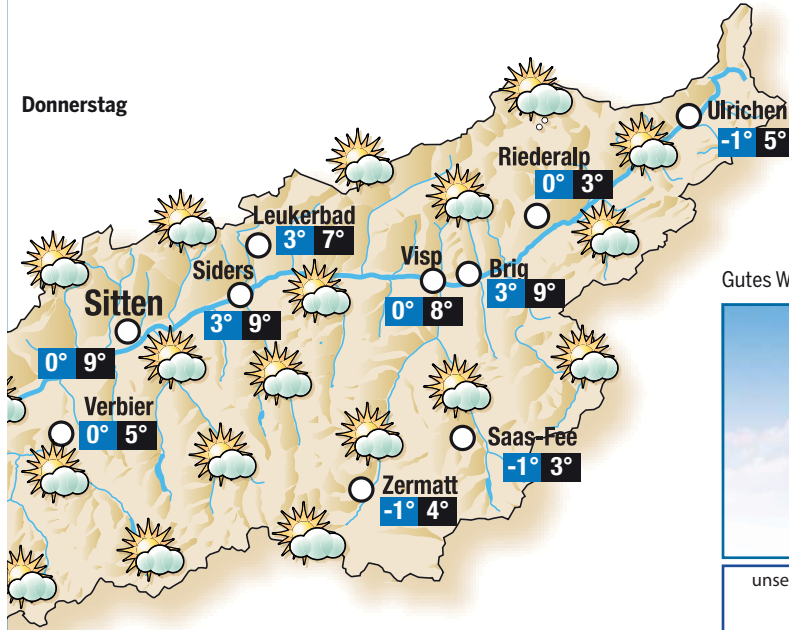 Donnerstag
Ulrichen
-1° 5°
Riederalp
0° 3°
Leukerbad
3° 7°
Visp
0° 8°
Brig
3° 9°
Siders
3° 9°
Sitten
0° 9°
Verbier
0° 5°
Saas-Fee
-1° 3°
Zermatt
-1° 4°
Gutes W
unse